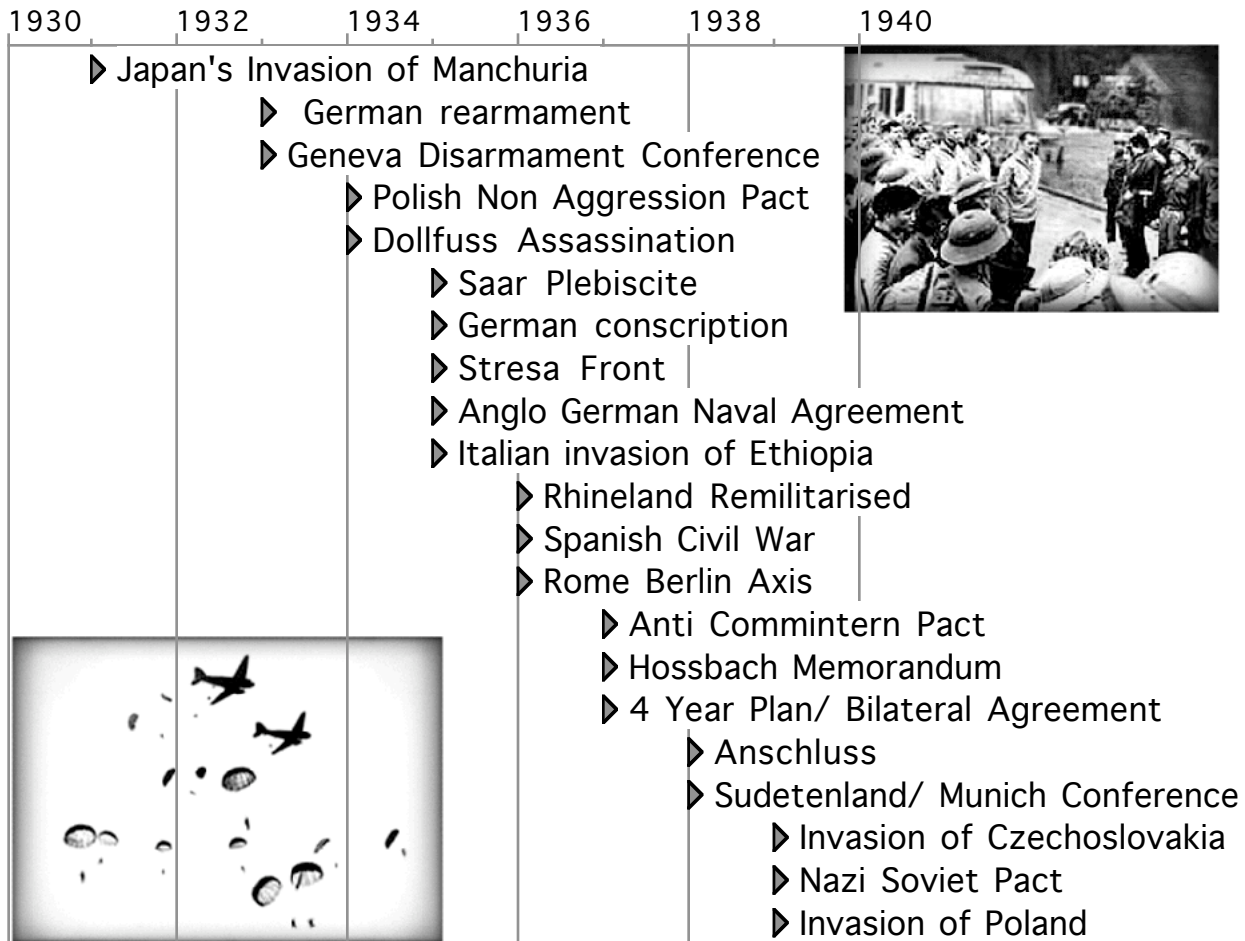 1930 1932 1934 1936 1938 1940
Japan's Invasion of Manchuria
German rearmament
Geneva Disarmament Conference
Polish Non Aggression Pact
Dollfuss Assassination
Saar Plebiscite
German conscription
Stresa Front
Anglo German Naval Agreement
Italian invasion of Ethiopia
Rhineland Remilitarised
Spanish Civil War
Rome Berlin Axis
Anti Commintern Pact
Hossbach Memorandum
4 Year Plan/ Bilateral Agreement
Anschluss
Sudetenland/ Munich Conference
Invasion of Czechoslovakia
Nazi Soviet Pact
Invasion of Poland